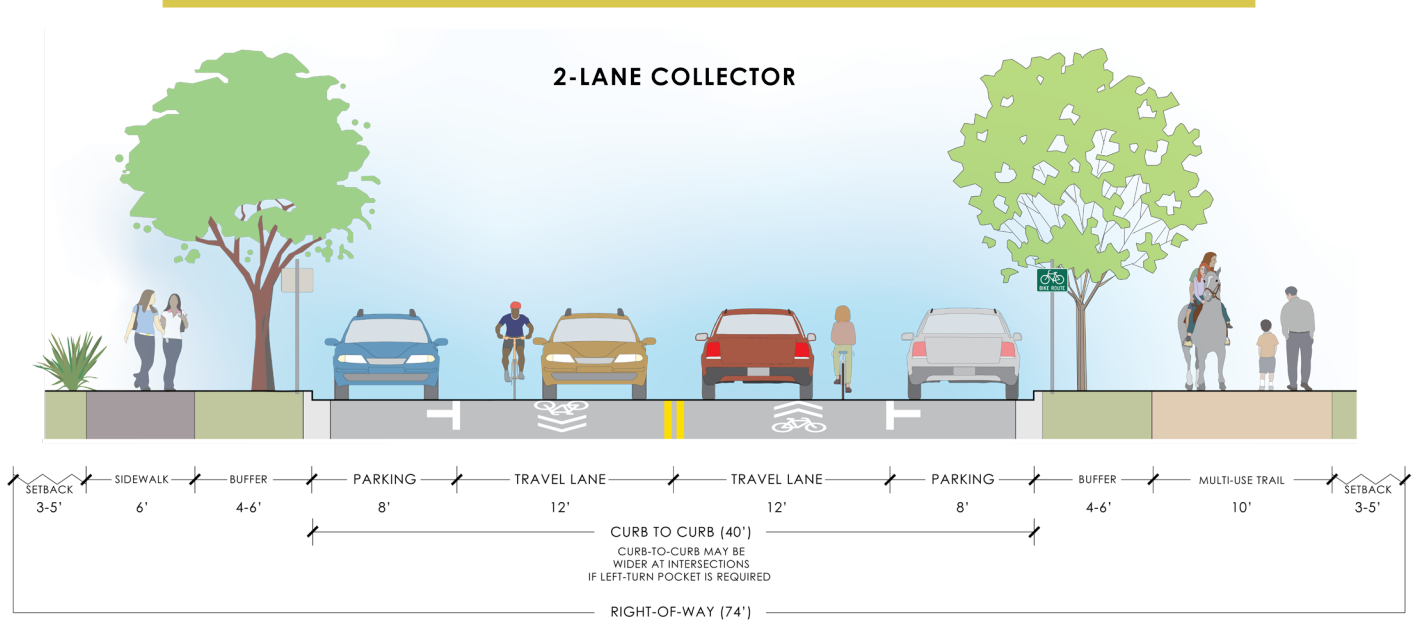 2-LANE COLLECTOR
BIKE ROUTE
SETBACK SIDEWALK BUFFER PARKING TRAVEL LANE TRAVEL LANE PARKING BUFFER MULTI-USE TRAIL SETBACK
3-5' 6' 4-6' 8' 12' 12' 8' 4-6' 10' 3-5'
CURB TO CURB (40')
CURB-TO-CURB MAY BE
WIDER AT INTERSECTIONS
IF LEFT-TURN POCKET IS REQUIRED
RIGHT-OF-WAY (74')